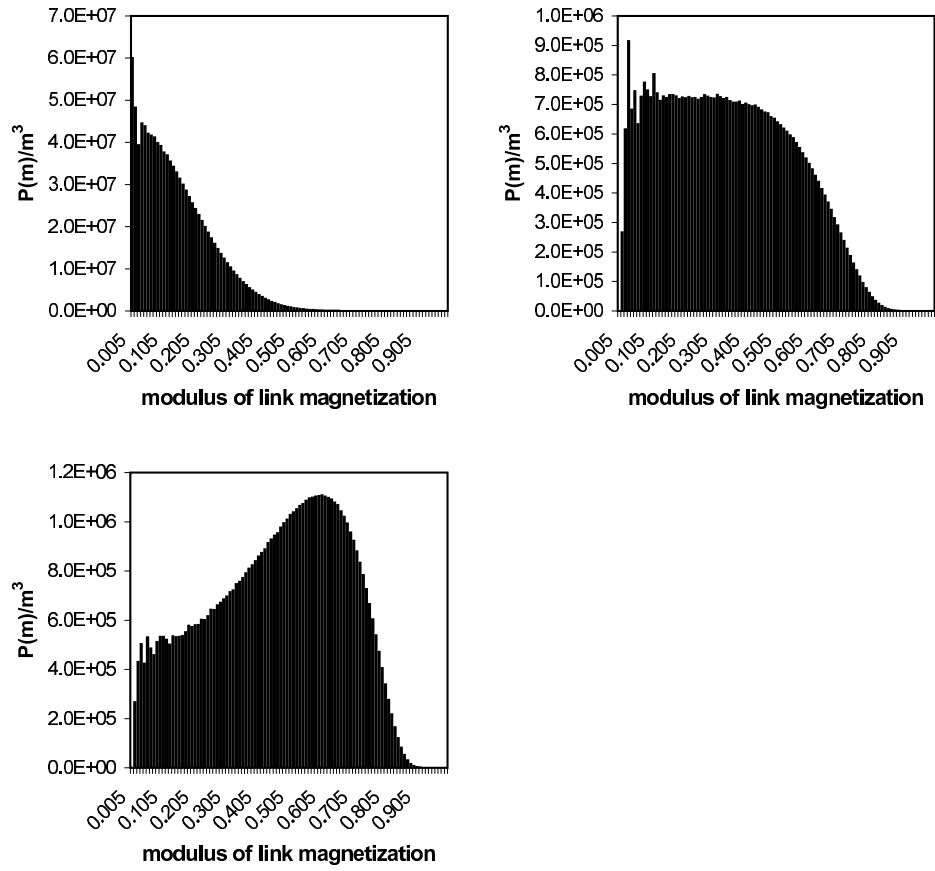 7.0E+07
6.0E+07
5.0E+07
4.0E+07
3.0E+07
2.0E+07
1.0E+07
0.0E+00
P(m)/m³
0.005
0.105
0.205
0.305
0.405
0.505
0.605
0.705
0.805
0.905
modulus of link magnetization
1.0E+06
9.0E+05
8.0E+05
7.0E+05
6.0E+05
5.0E+05
4.0E+05
3.0E+05
2.0E+05
1.0E+05
0.0E+00
P(m)/m³
0.005
0.105
0.205
0.305
0.405
0.505
0.605
0.705
0.805
0.905
modulus of link magnetization
1.2E+06
1.0E+06
8.0E+05
6.0E+05
4.0E+05
2.0E+05
0.0E+00
P(m)/m³
0.005
0.105
0.205
0.305
0.405
0.505
0.605
0.705
0.805
0.905
modulus of link magnetization